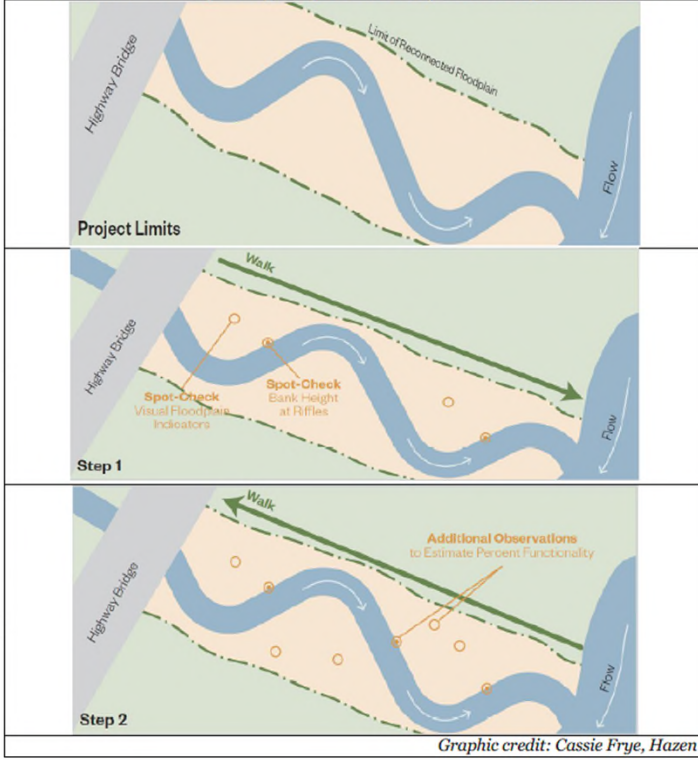 Highway Bridge
Limit of Reconnected Floodplain
Flow
Project Limits
Walk
Highway Bridge
Spot-Check
Visual Floodplain
Indicators
Spot-Check
Bank Height
at Riffles
Flow
Step 1
Walk
Additional Observations
to Estimate Percent Functionality
Highway Bridge
Flow
Step 2
Graphic credit: Cassie Frye, Hazen